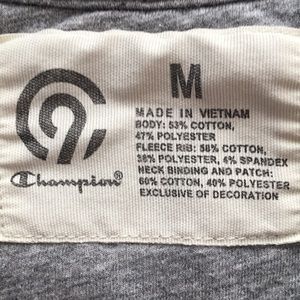 M
MADE IN VIETNAM
BODY: 53% COTTON,
47% POLYESTER
FLEECE RIB: 58% COTTON,
38% POLYESTER, 4% SPANDEX
NECK BINDING AND PATCH:
60% COTTON, 40% POLYESTER
EXCLUSIVE OF DECORATION
C9
Champion®